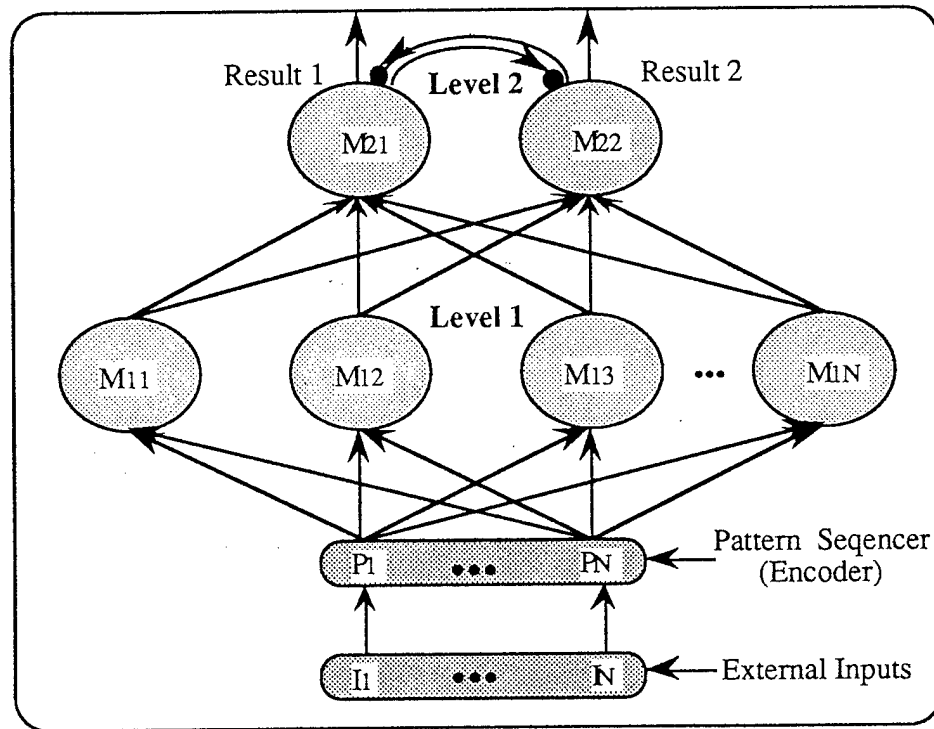 Result 1
Level 2
Result 2
M21
M22
Level 1
M11
M12
M13
...
M1N
P1
...
PN
Pattern Seqencer
(Encoder)
I1
...
IN
External Inputs